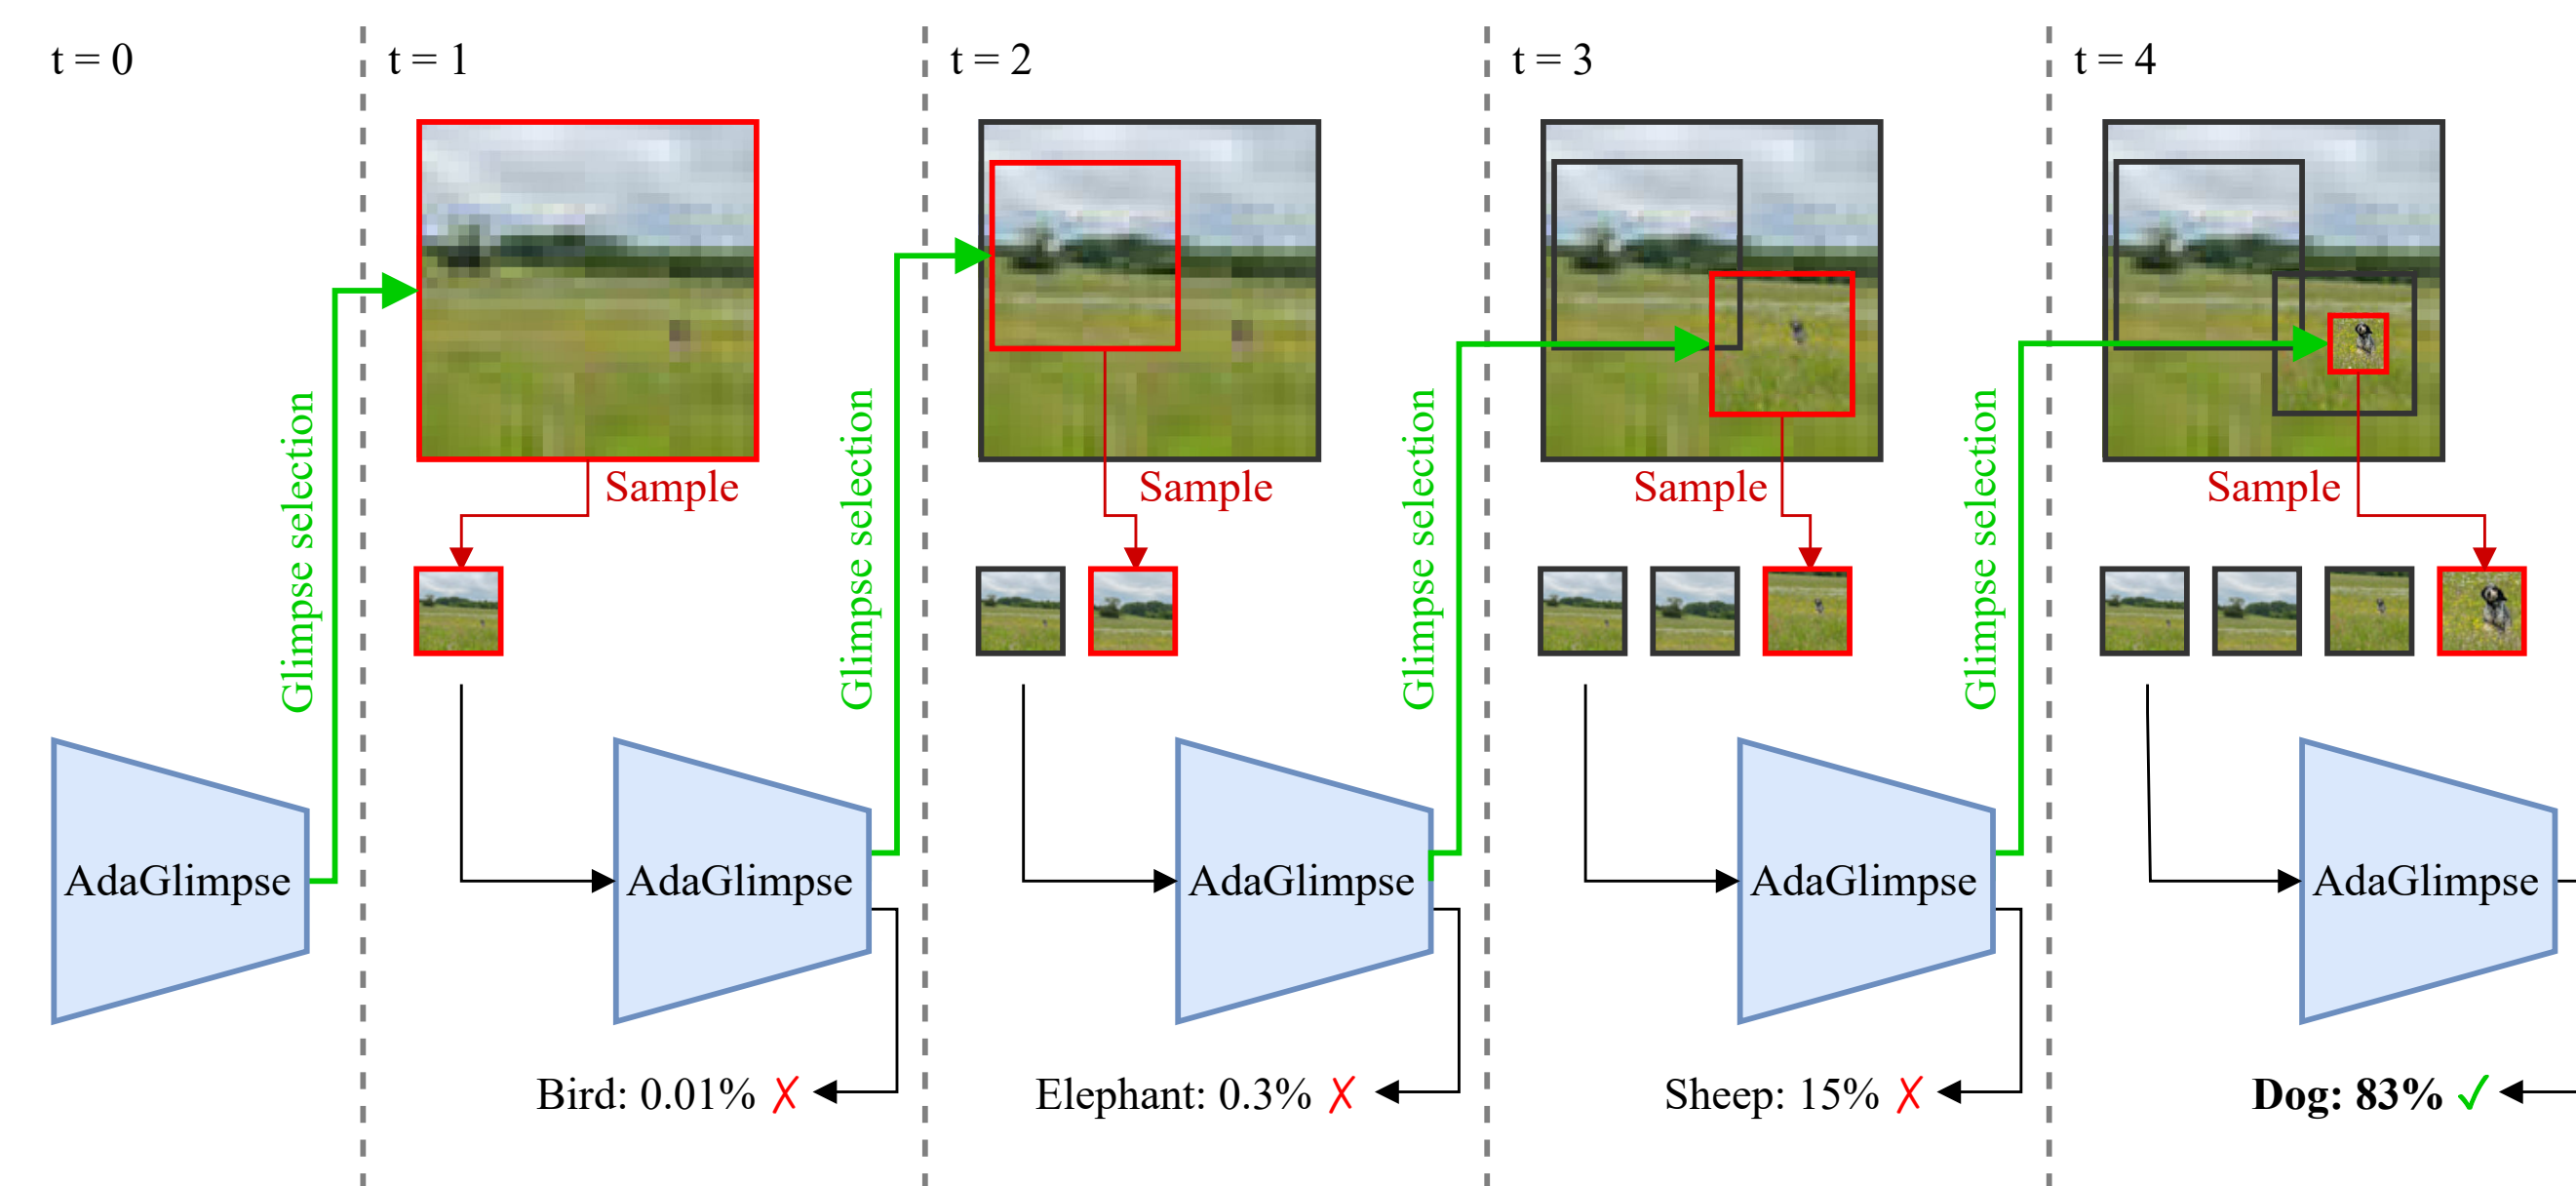 t = 0
t = 1
t = 2
t = 3
t = 4
Glimpse selection
Glimpse selection
Glimpse selection
Glimpse selection
Sample
Sample
Sample
Sample
AdaGlimpse
AdaGlimpse
AdaGlimpse
AdaGlimpse
AdaGlimpse
Bird: 0.01% ✗
Elephant: 0.3% ✗
Sheep: 15% ✗
Dog: 83% ✓